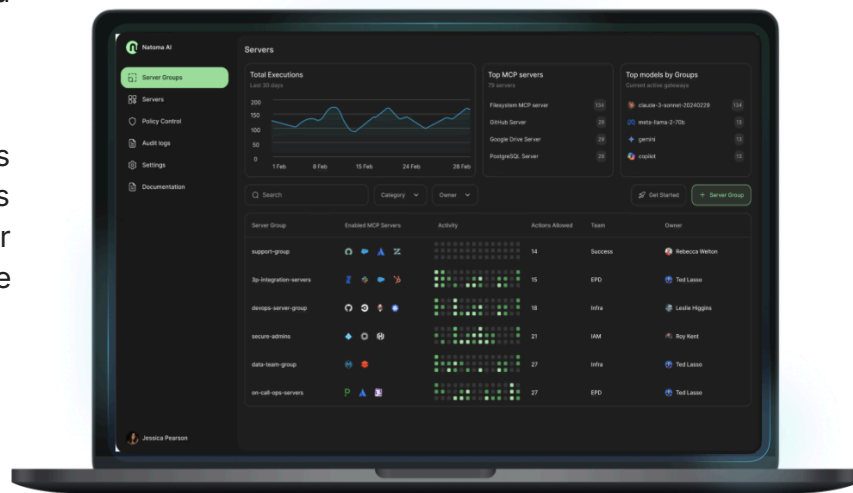 s
s
r
e
Natoma AI
Server Groups
Servers
Policy Control
Audit logs
Settings
Documentation
Jessica Pearson
Servers
Total Executions
Last 30 days
200
150
100
50
0
1 Feb 8 Feb 15 Feb 24 Feb 28 Feb
Top MCP servers
79 servers
Filesystem MCP server 134
GitHub Server 29
Google Drive Server 29
PostgreSQL Server 29
Top models by Groups
Current active gateways
claude-3-sonnet-20240229 134
meta-llama-2-70b 13
gemini 13
copilot 13
Search Category Owner Get Started + Server Group
Server Group Enabled MCP Servers Activity Actions Allowed Team Owner
support-group 14 Success Rebecca Welton
3p-integration-servers 15 EPD Ted Lasso
devops-server-group 18 Infra Leslie Higgins
secure-admins 21 IAM Roy Kent
data-team-group 27 Infra Ted Lasso
on-call-ops-servers 27 EPD Ted Lasso